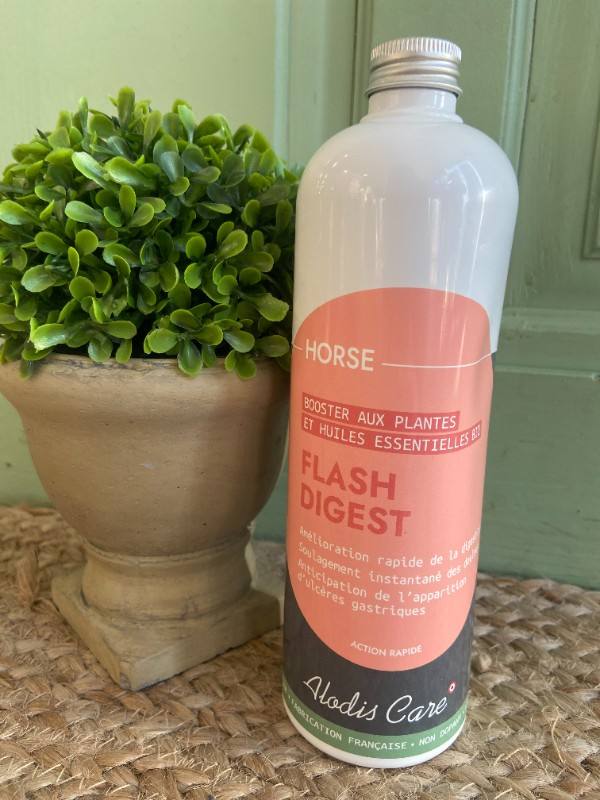 HORSE
BOOSTER AUX PLANTES
ET HUILES ESSENTIELLES BIO
FLASH
DIGEST
Amélioration rapide de la
Soulagement instantané des
Anticipation de l'apparition
d'ulcères gastriques
ACTION RAPIDE
Alodis Care
FABRICATION FRANÇAISE • NON